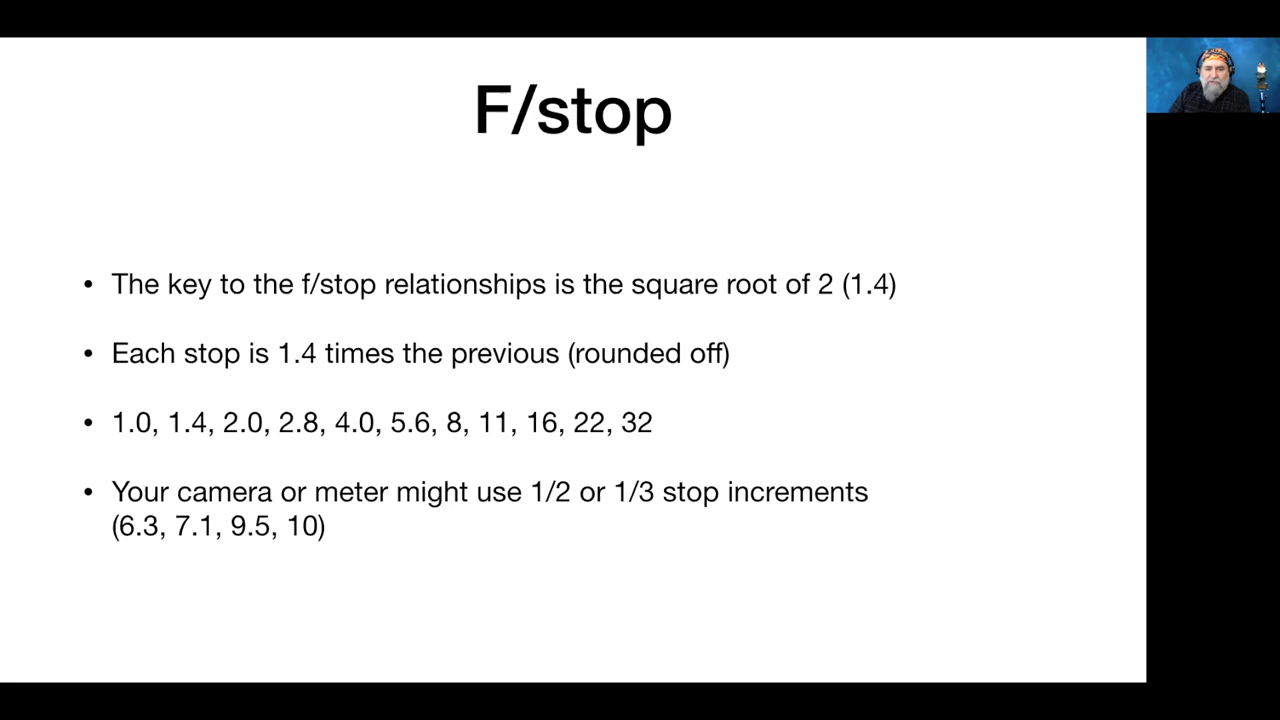 F/stop
• The key to the f/stop relationships is the square root of 2 (1.4)
• Each stop is 1.4 times the previous (rounded off)
• 1.0, 1.4, 2.0, 2.8, 4.0, 5.6, 8, 11, 16, 22, 32
• Your camera or meter might use 1/2 or 1/3 stop increments
(6.3, 7.1, 9.5, 10)